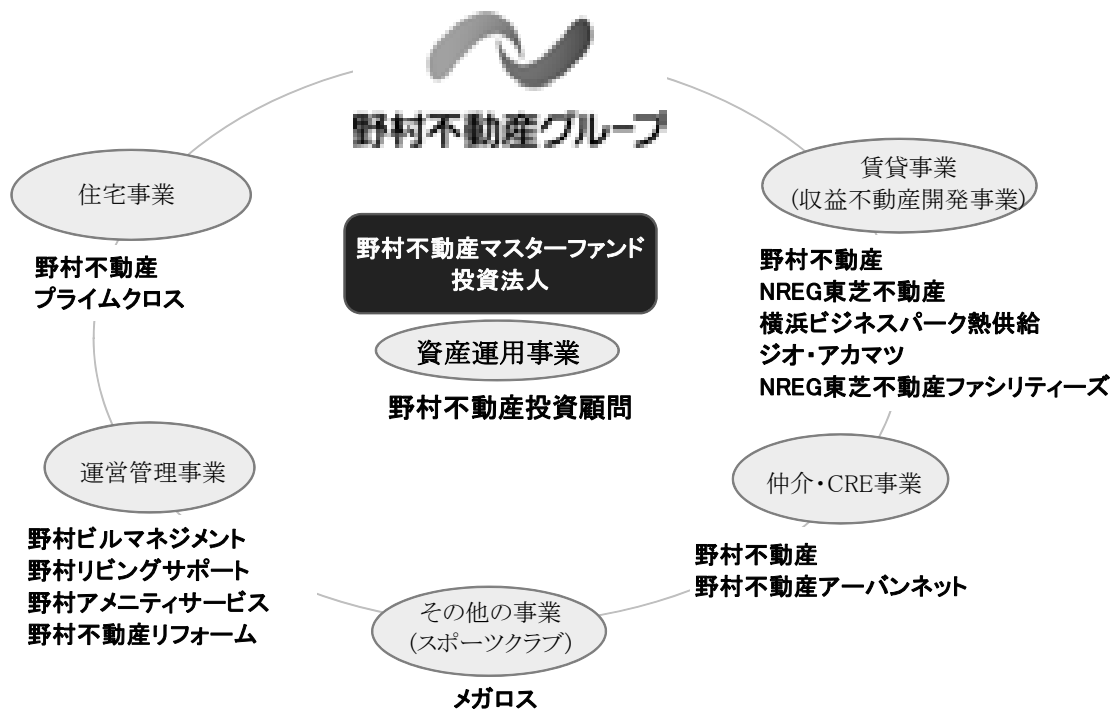 野村不動産グループ
住宅事業
野村不動産
プライムクロス
賃貸事業
(収益不動産開発事業)
野村不動産
NREG東芝不動産
横浜ビジネスパーク熱供給
ジオ・アカマツ
NREG東芝不動産ファシリティーズ
野村不動産マスターファンド
投資法人
資産運用事業
野村不動産投資顧問
運営管理事業
野村ビルマネジメント
野村リビングサポート
野村アメニティサービス
野村不動産リフォーム
仲介・CRE事業
野村不動産
野村不動産アーバンネット
その他の事業
(スポーツクラブ)
メガロス